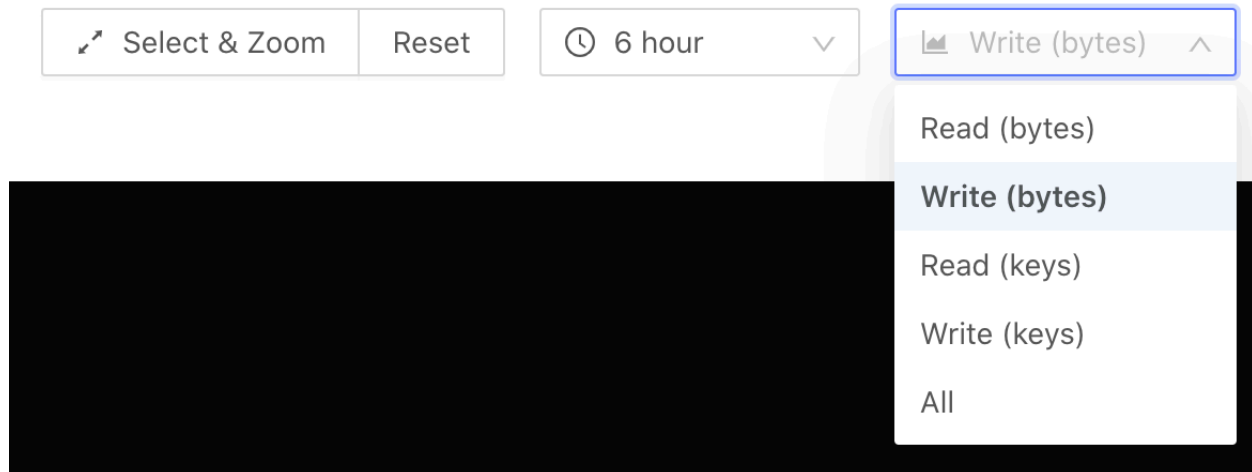 Select & Zoom Reset 6 hour Write (bytes)
Read (bytes)
Write (bytes)
Read (keys)
Write (keys)
All